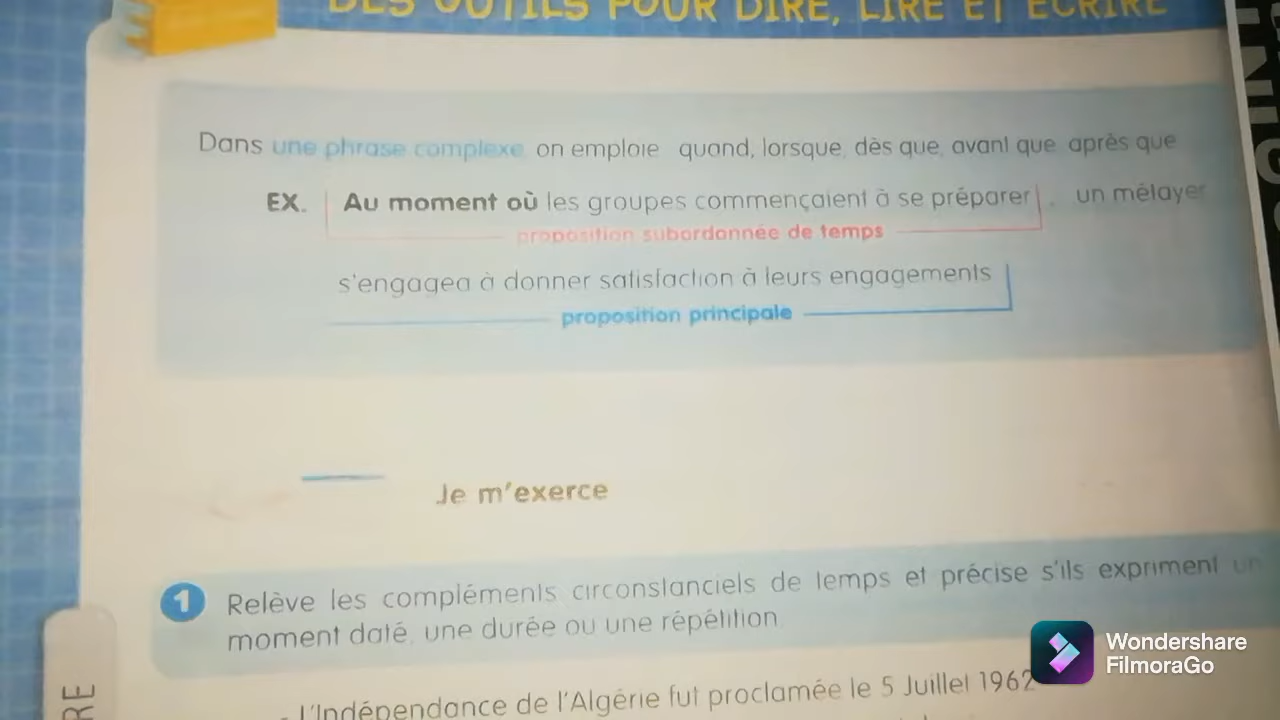 DES OUTILS POUR DIRE, LIRE ET ÉCRIRE
Dans une phrase complexe on emploie quand, lorsque, dès que, avant que après que
EX. Au moment où les groupes commençaient à se préparer, un métayer
proposition subordonnée de temps
s'engagea à donner satisfaction à leurs engagements
proposition principale
Je m'exerce
1 Relève les compléments circonstanciels de temps et précise s'ils expriment un
moment daté, une durée ou une répétition
- L'Indépendance de l'Algérie fut proclamée le 5 Juillet 1962
RE
Wondershare
FilmoraGo